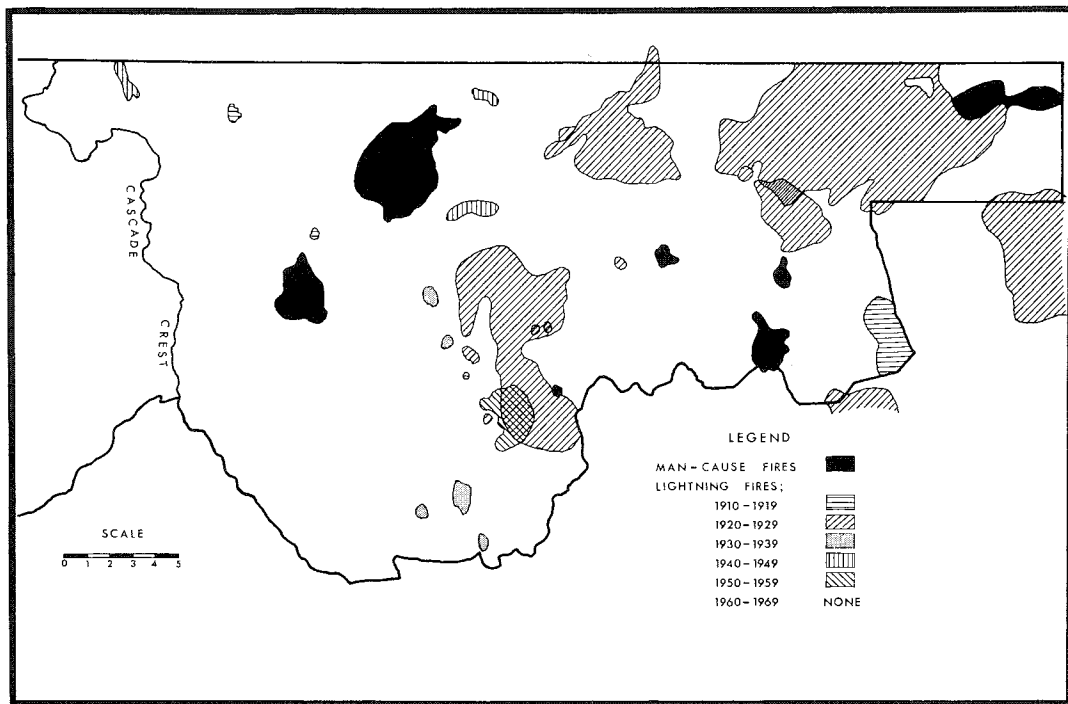 CASCADE
CREST
LEGEND
MAN-CAUSE FIRES
LIGHTNING FIRES;
1910-1919
1920-1929
1930-1939
1940-1949
1950-1959
1960-1969 NONE
SCALE
0 1 2 3 4 5